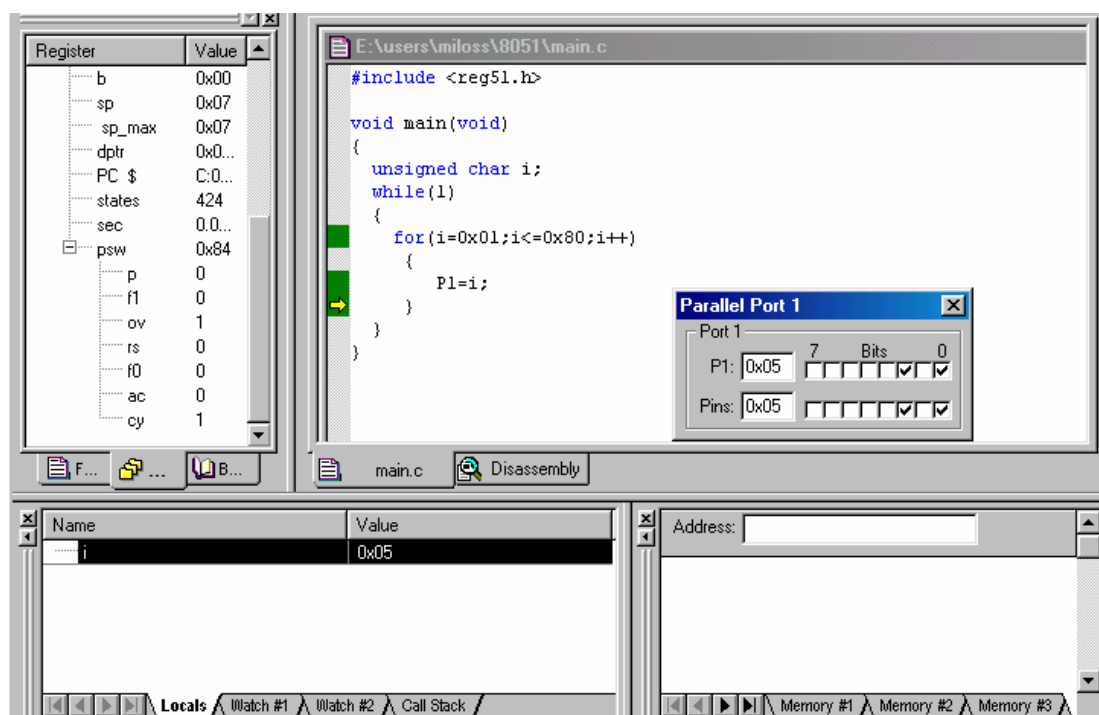 Register Value
b 0x00
sp 0x07
sp_max 0x07
dptr 0x0...
PC $ C:0...
states 424
sec 0.0...
psw 0x84
p 0
f1 0
ov 1
rs 0
f0 0
ac 0
cy 1
F... ... B...
E:\users\miloss\8051\main.c
#include <reg51.h>
void main(void)
{
unsigned char i;
while(1)
{
for(i=0x01;i<=0x80;i++)
{
P1=i;
}
}
}
Parallel Port 1
Port 1
7 Bits 0
P1: 0x05
Pins: 0x05
main.c Disassembly
Name Value
i 0x05
Locals Watch #1 Watch #2 Call Stack
Address:
Memory #1 Memory #2 Memory #3